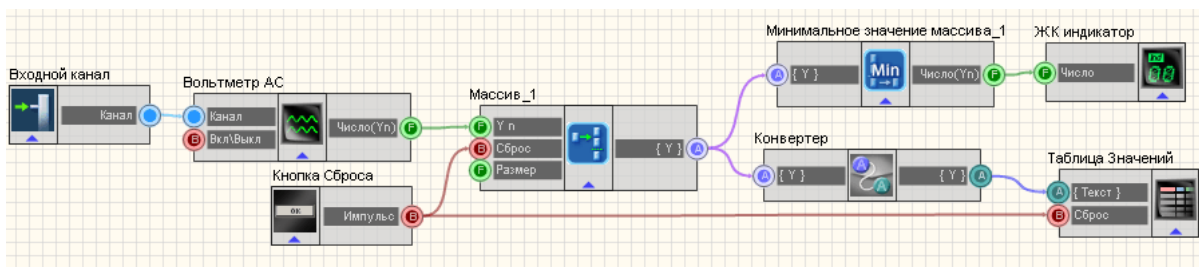 Минимальное значение массива_1
ЖК индикатор
Входной канал
Вольтметр AC
{ Y }
Min
Число(Yn)
A
F
F
Число
Массив_1
Канал
Канал
Вкл\Выкл
B
Число(Yn)
F
F
Y n
B
Сброс
F
Размер
{ Y }
A
Конвертер
Таблица Значений
Кнопка Сброса
A
{ Y }
A
A
{ Y }
A
A
{ Текст }
OK
Импульс
B
B
Сброс